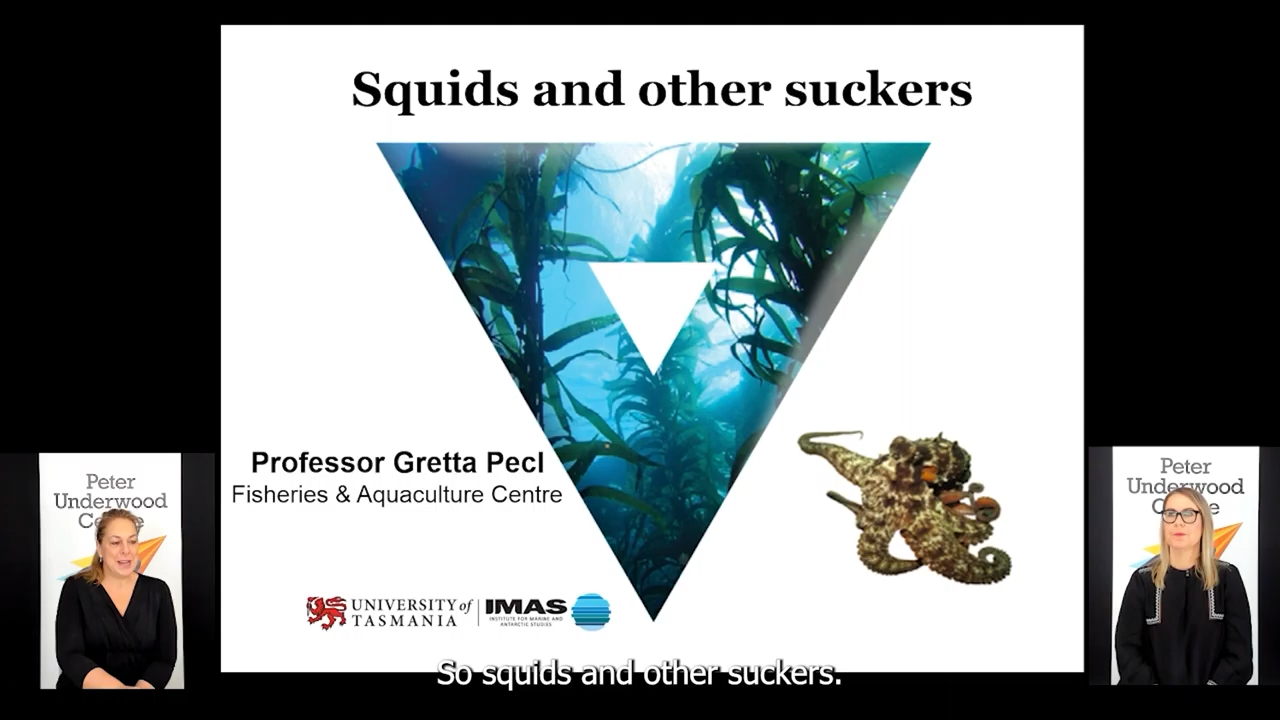 Squids and other suckers
Professor Gretta Pecl
Fisheries & Aquaculture Centre
UNIVERSITY of
TASMANIA
IMAS
INSTITUTE FOR MARINE AND
ANTARCTIC STUDIES
Peter
Underwood
Peter
Underwood
So squids and other suckers.